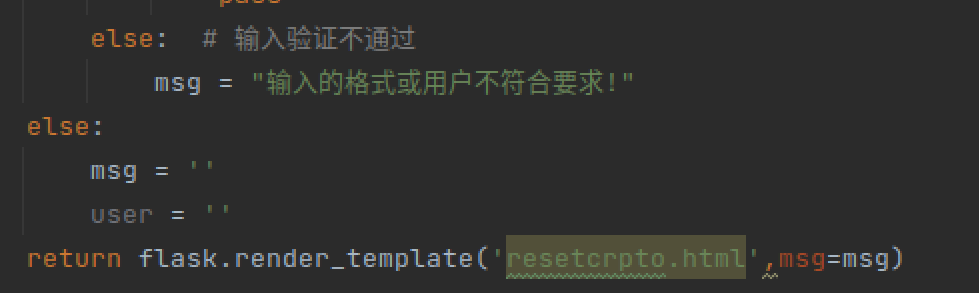 pass
else:  # 输入验证不通过
msg = "输入的格式或用户不符合要求!"
else:
msg = ''
user = ''
return flask.render_template('resetcrpto.html',msg=msg)